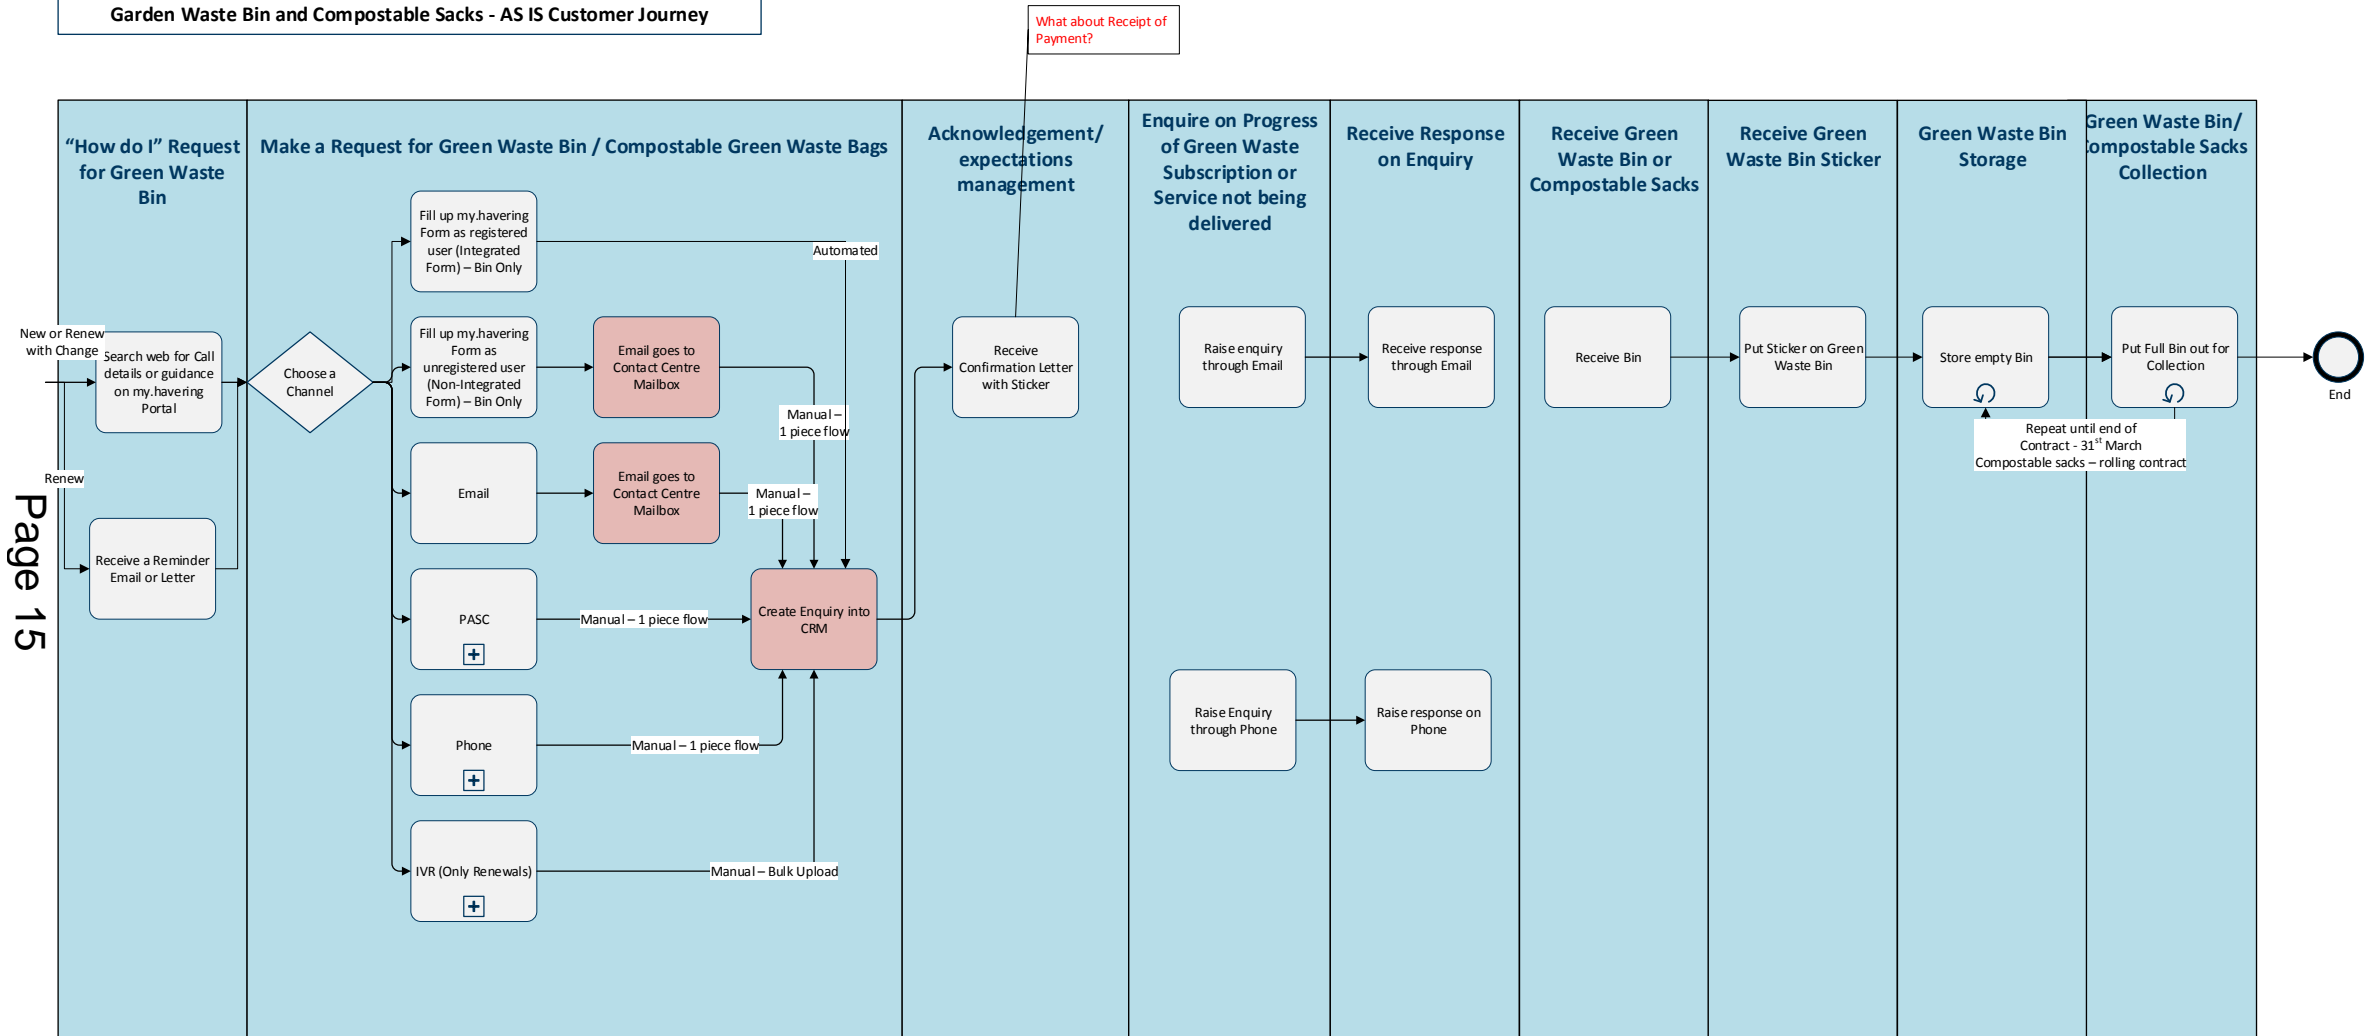 Garden Waste Bin and Compostable Sacks - AS IS Customer Journey
What about Receipt of
Payment?
“How do I” Request
for Green Waste
Bin
Make a Request for Green Waste Bin / Compostable Green Waste Bags
Acknowledgement/
expectations
management
Enquire on Progress
of Green Waste
Subscription or
Service not being
delivered
Receive Response
on Enquiry
Receive Green
Waste Bin or
Compostable Sacks
Receive Green
Waste Bin Sticker
Green Waste Bin
Storage
Green Waste Bin/
Compostable Sacks
Collection
New or Renew
with Change
Search web for Call
details or guidance
on my.havering
Portal
Renew
Receive a Reminder
Email or Letter
Choose a
Channel
Fill up my.havering
Form as registered
user (Integrated
Form) – Bin Only
Automated
Fill up my.havering
Form as
unregistered user
(Non-Integrated
Form) – Bin Only
Email goes to
Contact Centre
Mailbox
Manual –
1 piece flow
Email
Email goes to
Contact Centre
Mailbox
Manual –
1 piece flow
PASC
Manual – 1 piece flow
Create Enquiry into
CRM
Phone
Manual – 1 piece flow
IVR (Only Renewals)
Manual – Bulk Upload
Receive
Confirmation Letter
with Sticker
Raise enquiry
through Email
Receive response
through Email
Raise Enquiry
through Phone
Raise response on
Phone
Receive Bin
Put Sticker on Green
Waste Bin
Store empty Bin
Put Full Bin out for
Collection
Repeat until end of
Contract - 31st March
Compostable sacks – rolling contract
End
Page 15